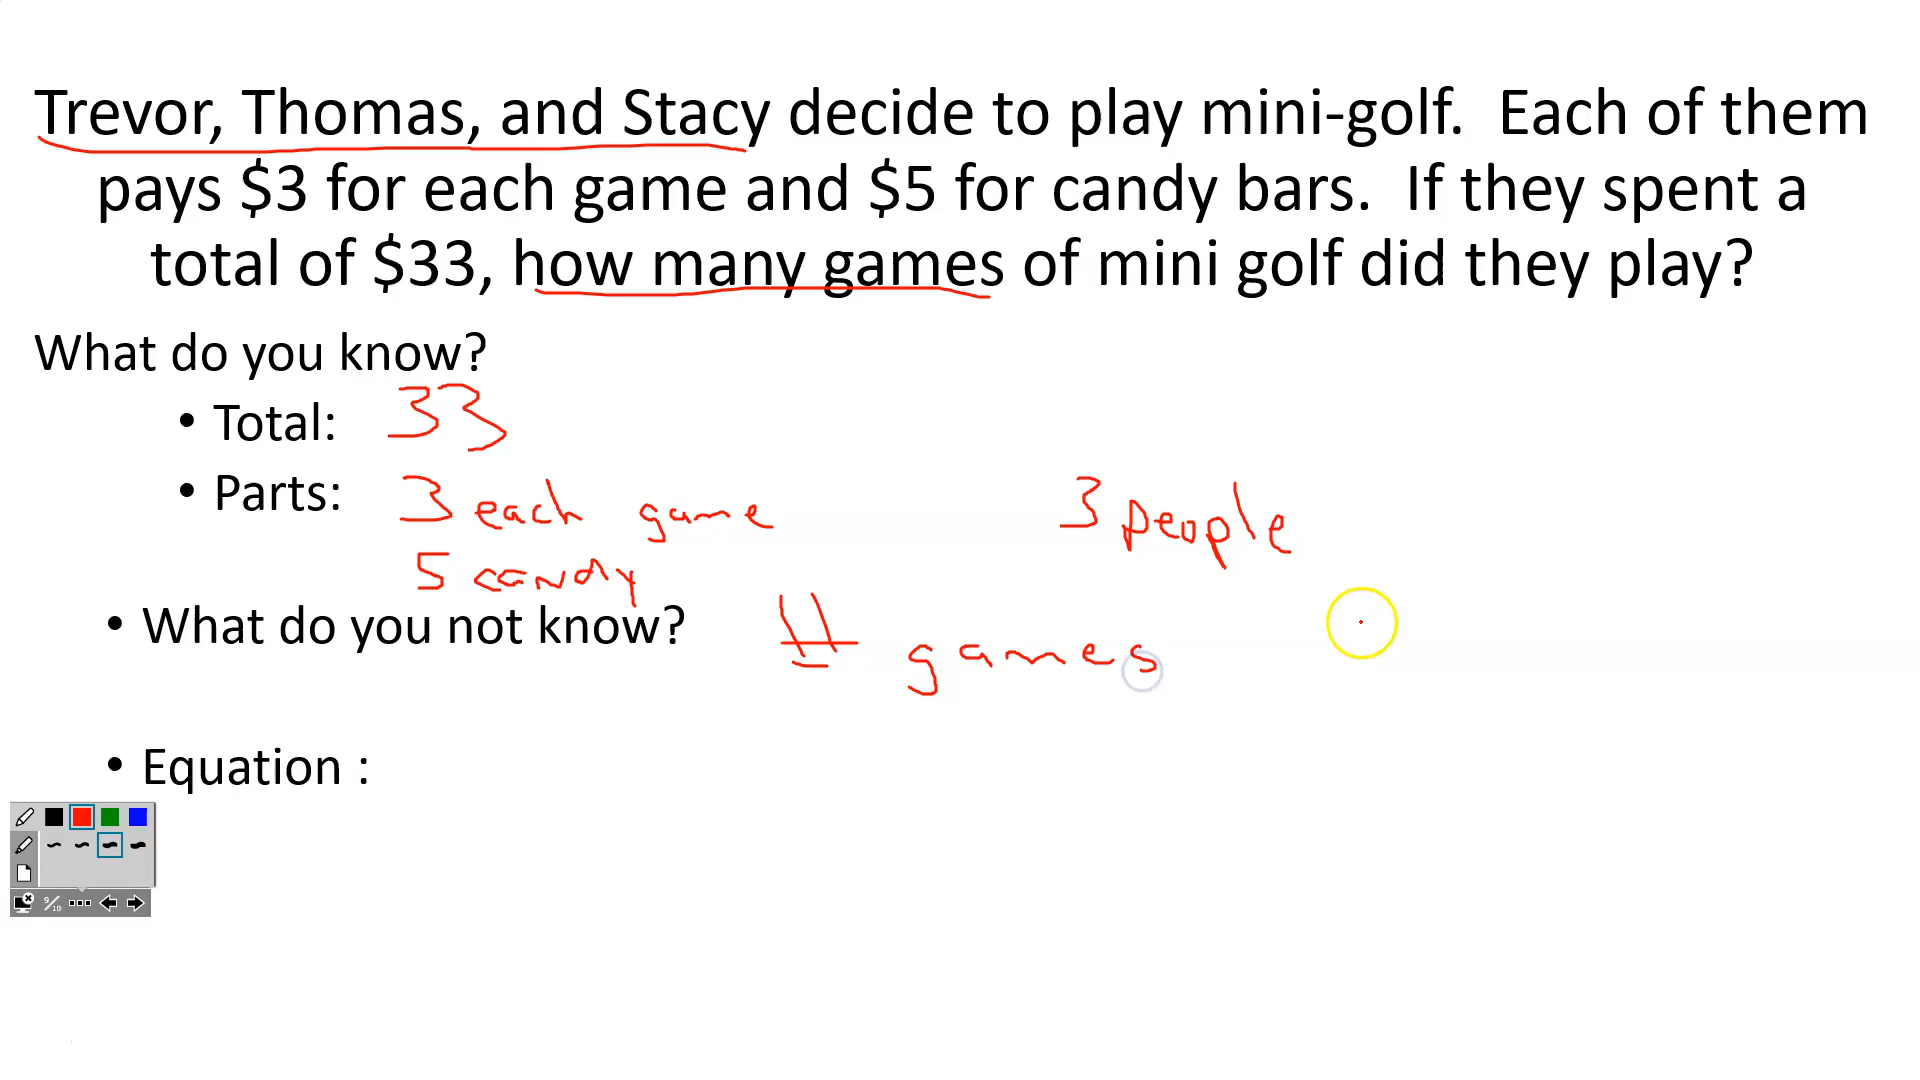 Trevor, Thomas, and Stacy decide to play mini-golf. Each of them
pays $3 for each game and $5 for candy bars. If they spent a
total of $33, how many games of mini golf did they play?
What do you know?
• Total: 33
• Parts: 3 each game 3 people
5 candy
• What do you not know? # games
• Equation :
9/10